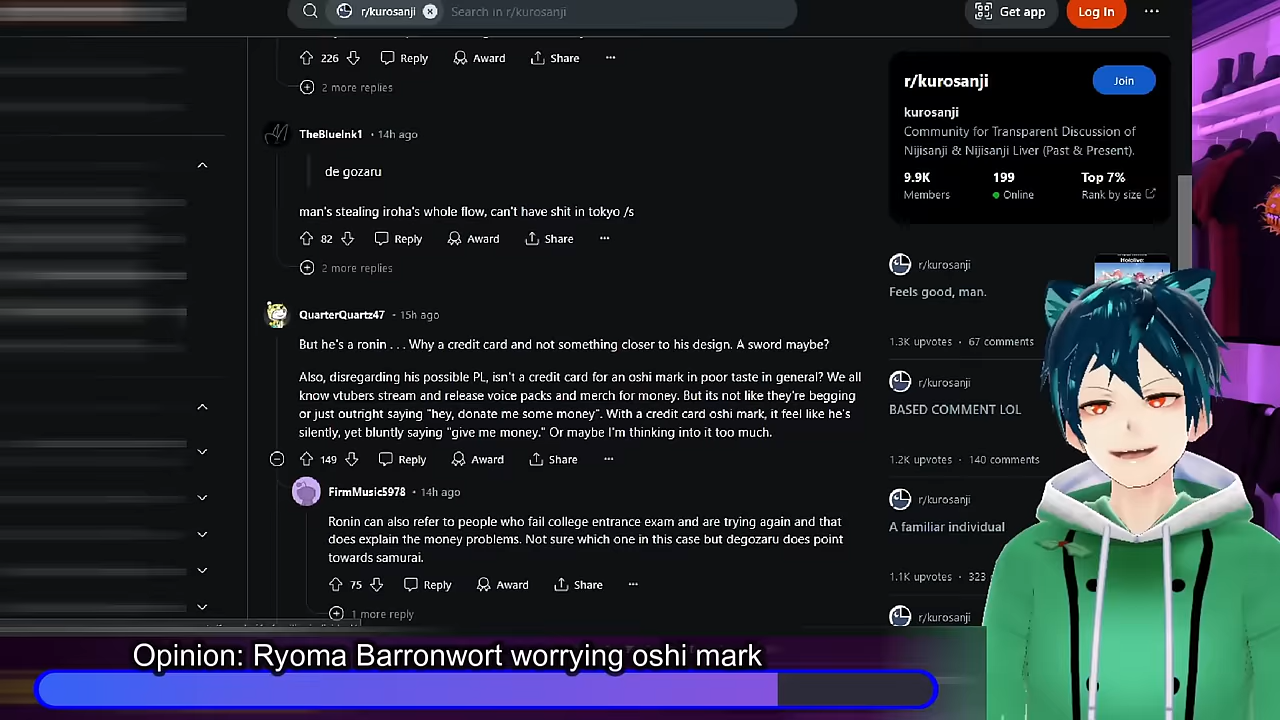 r/kurosanji
Search in r/kurosanji
Get app
Log In
226
Reply
Award
Share
2 more replies
TheBlueInk1 • 14h ago
de gozaru
man's stealing iroha's whole flow, can't have shit in tokyo /s
82
Reply
Award
Share
2 more replies
QuarterQuartz47 • 15h ago
But he's a ronin . . . Why a credit card and not something closer to his design. A sword maybe?
Also, disregarding his possible PL, isn't a credit card for an oshi mark in poor taste in general? We all
know vtubers stream and release voice packs and merch for money. But its not like they're begging
or just outright saying "hey, donate me some money". With a credit card oshi mark, it feel like he's
silently, yet bluntly saying "give me money." Or maybe I'm thinking into it too much.
149
Reply
Award
Share
FirmMusic5978 • 14h ago
Ronin can also refer to people who fail college entrance exam and are trying again and that
does explain the money problems. Not sure which one in this case but degozaru does point
towards samurai.
75
Reply
Award
Share
1 more reply
r/kurosanji
Join
kurosanji
Community for Transparent Discussion of
Nijisanji & Nijisanji Liver (Past & Present).
9.9K
199
Top 7%
Members
Online
Rank by size
r/kurosanji
Feels good, man.
1.3K upvotes • 67 comments
r/kurosanji
BASED COMMENT LOL
1.2K upvotes • 140 comments
r/kurosanji
A familiar individual
1.1K upvotes • 323
r/kurosanji
Opinion: Ryoma Barronwort worrying oshi mark